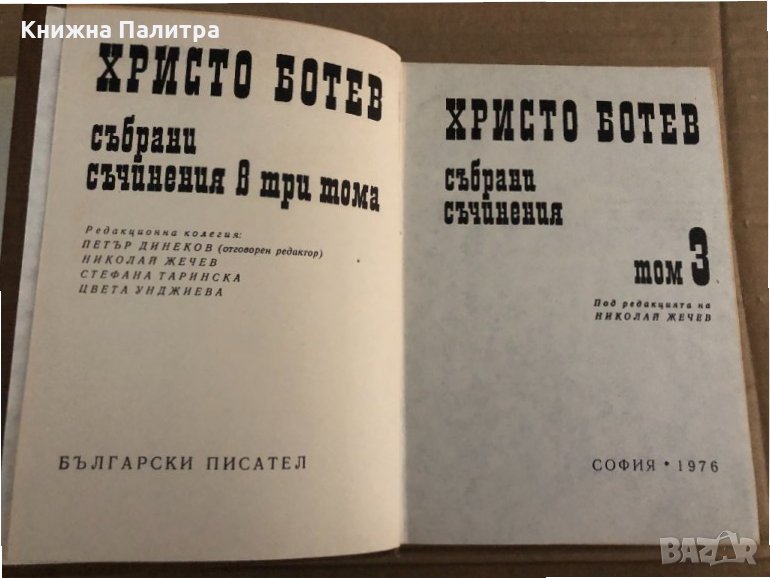 Книжна Палитра
ХРИСТО БОТЕВ
събрани
съчинения в три тома
Редакционна колегия:
ПЕТЪР ДИНЕКОВ (отговорен редактор)
НИКОЛАЙ ЖЕЧЕВ
СТЕФАНА ТАРИНСКА
ЦВЕТА УНДЖИЕВА
БЪЛГАРСКИ ПИСАТЕЛ
ХРИСТО БОТЕВ
събрани
съчинения
том 3
Под редакцията на
НИКОЛАЙ ЖЕЧЕВ
СОФИЯ • 1976
BAZAR